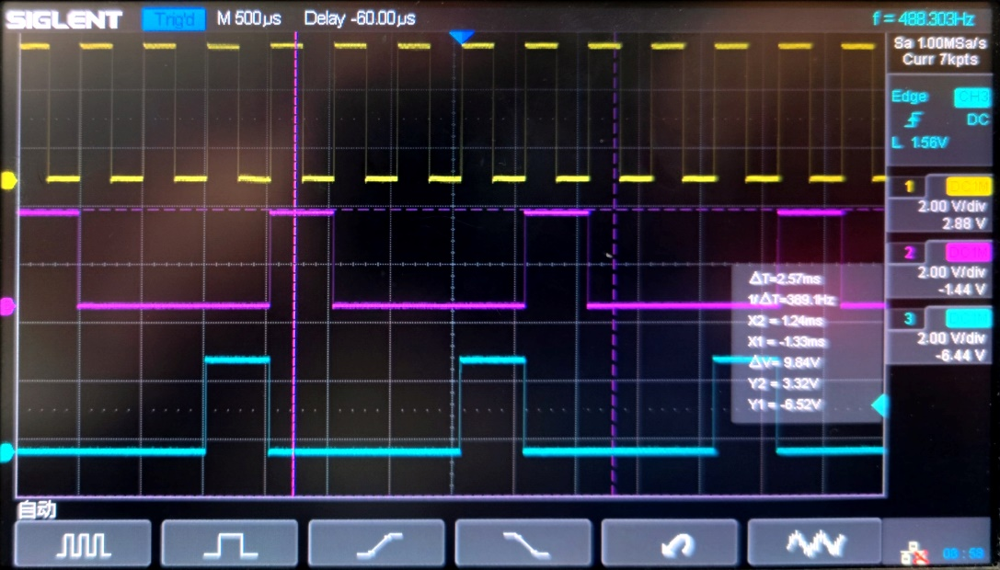 SIGLENT Trig'd M 500µs Delay -60.00µs f = 488.303Hz
Sa 1.00MSa/s
Curr 7kpts
Edge CH3
DC
L 1.56V
1 DC1M
2.00 V/div
2.88 V
2 DC1M
2.00 V/div
-1.44 V
3 DC1M
2.00 V/div
-6.44 V
ΔT=2.57ms
1/ΔT=389.1Hz
X2 = 1.24ms
X1 = -1.33ms
ΔV= 9.84V
Y2 = 3.32V
Y1 = -6.52V
自动